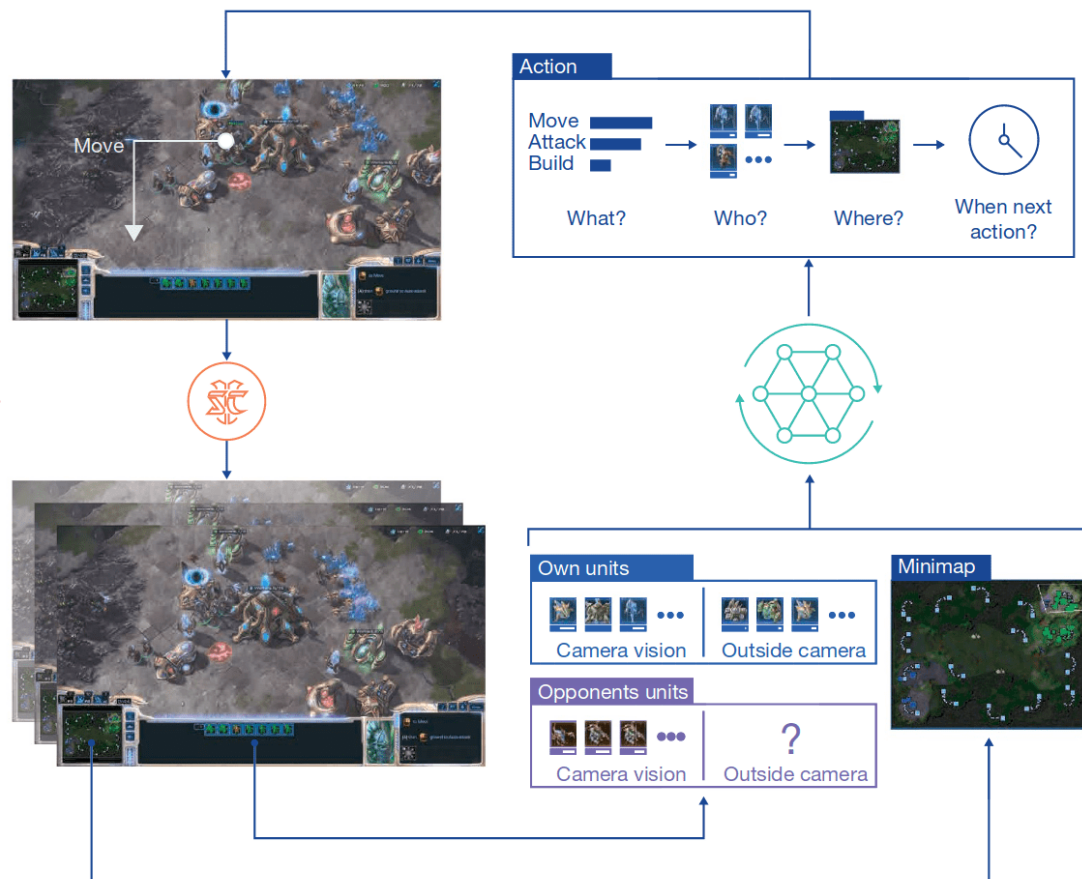 Action
Move
Attack
Build
What?
Who?
Where?
When next
action?
Move
SC
Own units
Camera vision
Outside camera
Opponents units
Camera vision
?
Outside camera
Minimap